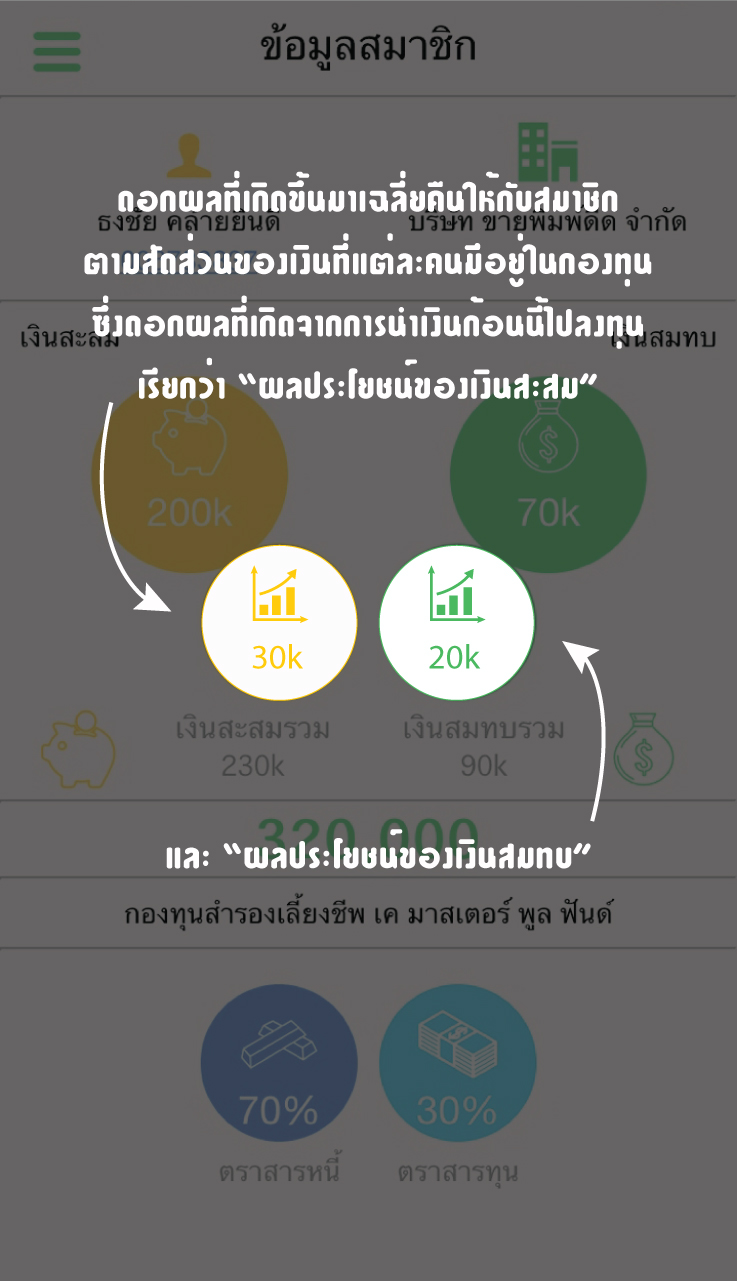 ข้อมูลสมาชิก
ดอกผลที่เกิดขึ้นมาเฉลี่ยคืนให้กับสมาชิก
ธงชัย คล้ายยินดี
บริษัท ขายพิมพ์ดีด จำกัด
ตามสัดส่วนของเงินที่แต่ละคนมีอยู่ในกองทุน
ซึ่งดอกผลที่เกิดจากการนำเงินก้อนนี้ไปลงทุน
เงินสะสม
เงินสมทบ
เรียกว่า “ผลประโยชน์ของเงินสะสม”
200k
70k
30k
20k
เงินสะสมรวม
เงินสมทบรวม
230k
90k
320,000
และ “ผลประโยชน์ของเงินสมทบ”
กองทุนสำรองเลี้ยงชีพ เค มาสเตอร์ พูล ฟันด์
70%
30%
ตราสารหนี้
ตราสารทุน